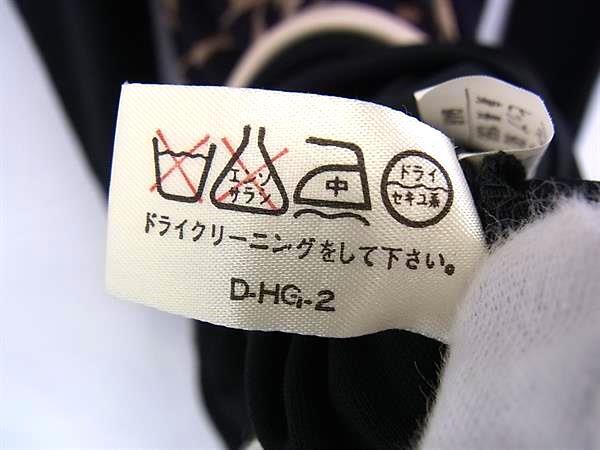 エンソ
サラシ
中
ドライ
セキユ系
ドライクリーニングをして下さい。
D-HG-2